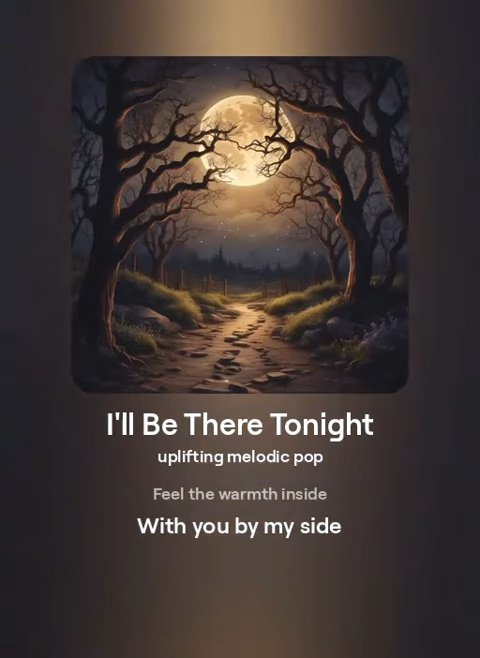 I'll Be There Tonight
uplifting melodic pop
Feel the warmth inside
With you by my side